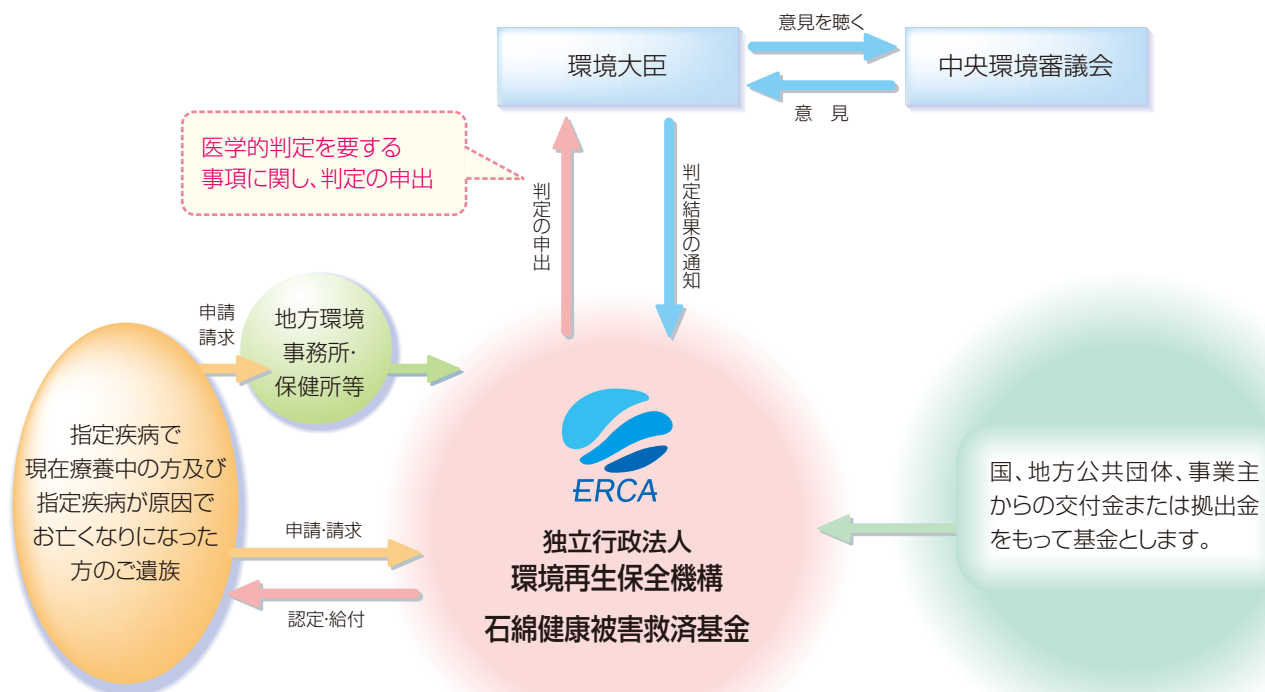 意見を聴く
環境大臣
中央環境審議会
意 見
医学的判定を要する
事項に関し、判定の申出
判定の申出
判定結果の通知
申請
請求
地方環境
事務所・
保健所等
指定疾病で
現在療養中の方及び
指定疾病が原因で
お亡くなりになった
方のご遺族
申請・請求
認定・給付
ERCA
独立行政法人
環境再生保全機構
石綿健康被害救済基金
国、地方公共団体、事業主
からの交付金または拠出金
をもって基金とします。